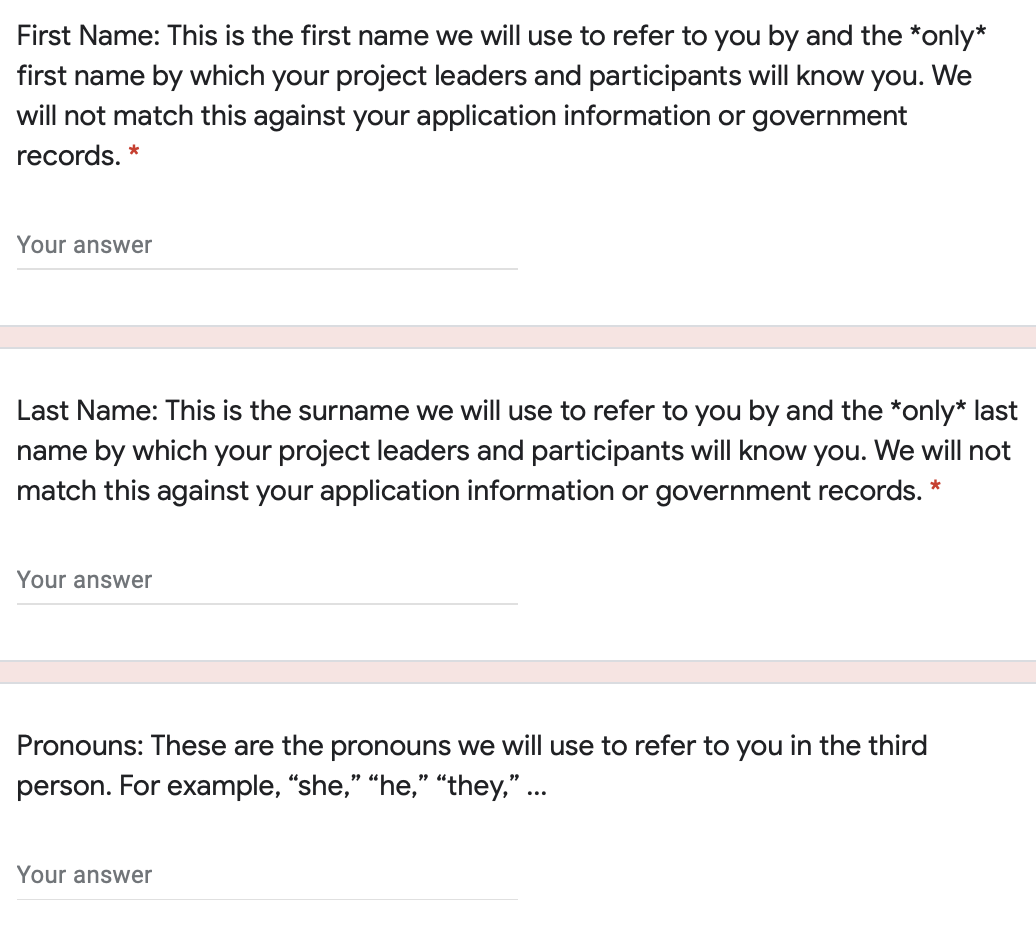 First Name: This is the first name we will use to refer to you by and the *only*
first name by which your project leaders and participants will know you. We
will not match this against your application information or government
records. *
Your answer
Last Name: This is the surname we will use to refer to you by and the *only* last
name by which your project leaders and participants will know you. We will not
match this against your application information or government records. *
Your answer
Pronouns: These are the pronouns we will use to refer to you in the third
person. For example, “she,” “he,” “they,” ...
Your answer